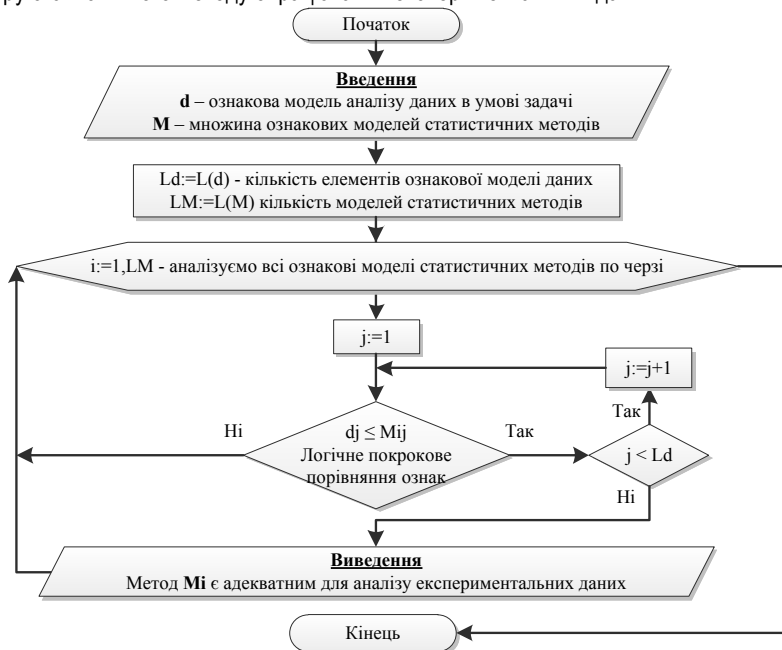 Початок
Введення
d – ознакова модель аналізу даних в умові задачі
M – множина ознакових моделей статистичних методів
Ld:=L(d) - кількість елементів ознакової моделі даних
LM:=L(M) кількість моделей статистичних методів
i:=1,LM - аналізуємо всі ознакові моделі статистичних методів по черзі
j:=1
j:=j+1
Так
Ні
dj ≤ Mij
Логічне покрокове
порівняння ознак
Так
j < Ld
Ні
Виведення
Метод Mi є адекватним для аналізу експериментальних даних
Кінець